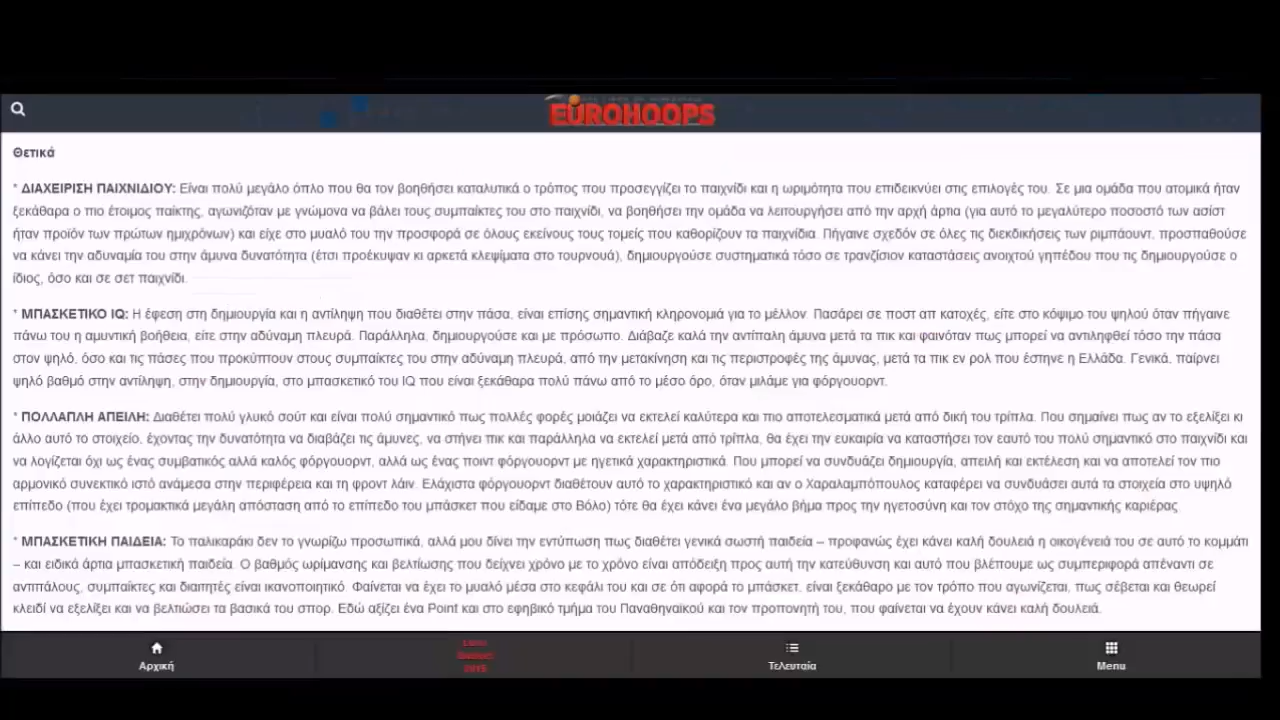 EUROHOOPS
Θετικά
* ΔΙΑΧΕΙΡΙΣΗ ΠΑΙΧΝΙΔΙΟΥ: Είναι πολύ μεγάλο όπλο που θα τον βοηθήσει καταλυτικά ο τρόπος που προσεγγίζει το παιχνίδι και η ωριμότητα που επιδεικνύει στις επιλογές του. Σε μια ομάδα που ατομικά ήταν
ξεκάθαρα ο πιο έτοιμος παίκτης, αγωνιζόταν με γνώμονα να βάλει τους συμπαίκτες του στο παιχνίδι, να βοηθήσει την ομάδα να λειτουργήσει από την αρχή άρτια (για αυτό το μεγαλύτερο ποσοστό των ασίστ
ήταν προϊόν των πρώτων ημιχρόνων) και είχε στο μυαλό του την προσφορά σε όλους εκείνους τους τομείς που καθορίζουν τα παιχνίδια. Πήγαινε σχεδόν σε όλες τις διεκδικήσεις των ριμπάουντ, προσπαθούσε
να κάνει την αδυναμία του στην άμυνα δυνατότητα (έτσι προέκυψαν κι αρκετά κλεψίματα στο τουρνουά), δημιουργούσε συστηματικά τόσο σε τρανζίσιον καταστάσεις ανοιχτού γηπέδου που τις δημιουργούσε ο
ίδιος, όσο και σε σετ παιχνίδι.
* ΜΠΑΣΚΕΤΙΚΟ IQ: Η έφεση στη δημιουργία και η αντίληψη που διαθέτει στην πάσα, είναι επίσης σημαντική κληρονομιά για το μέλλον. Πασάρει σε ποστ απ κατοχές, είτε στο κόψιμο του ψηλού όταν πήγαινε
πάνω του η αμυντική βοήθεια, είτε στην αδύναμη πλευρά. Παράλληλα, δημιουργούσε και με πρόσωπο. Διάβαζε καλά την αντίπαλη άμυνα μετά τα πικ και φαινόταν πως μπορεί να αντιληφθεί τόσο την πάσα
στον ψηλό, όσο και τις πάσες που προκύπτουν στους συμπαίκτες του στην αδύναμη πλευρά, από την μετακίνηση και τις περιστροφές της άμυνας, μετά τα πικ εν ρολ που έστηνε η Ελλάδα. Γενικά, παίρνει
ψηλό βαθμό στην αντίληψη, στην δημιουργία, στο μπασκετικό του IQ που είναι ξεκάθαρα πολύ πάνω από το μέσο όρο, όταν μιλάμε για φόργουορντ.
* ΠΟΛΛΑΠΛΗ ΑΠΕΙΛΗ: Διαθέτει πολύ γλυκό σουτ και είναι πολύ σημαντικό πως πολλές φορές μοιάζει να εκτελεί καλύτερα και πιο αποτελεσματικά μετά από δική του τρίπλα. Που σημαίνει πως αν το εξελίξει κι
άλλο αυτό το στοιχείο, έχοντας την δυνατότητα να διαβάζει τις άμυνες, να στήνει πικ και παράλληλα να εκτελεί μετά από τρίπλα, θα έχει την ευκαιρία να καταστήσει τον εαυτό του πολύ σημαντικό στο παιχνίδι και
να λογίζεται όχι ως ένας συμβατικός αλλά καλός φόργουορντ, αλλά ως ένας ποιντ φόργουορντ με ηγετικά χαρακτηριστικά. Που μπορεί να συνδυάζει δημιουργία, απειλή και εκτέλεση και να αποτελεί τον πιο
αρμονικό συνεκτικό ιστό ανάμεσα στην περιφέρεια και τη φροντ λάιν. Ελάχιστα φόργουορντ διαθέτουν αυτό το χαρακτηριστικό και αν ο Χαραλαμπόπουλος καταφέρει να συνδυάσει αυτά τα στοιχεία στο υψηλό
επίπεδο (που έχει τρομακτικά μεγάλη απόσταση από το επίπεδο του μπάσκετ που είδαμε στο Βόλο) τότε θα έχει κάνει ένα μεγάλο βήμα προς την ηγετοσύνη και τον στόχο της σημαντικής καριέρας.
* ΜΠΑΣΚΕΤΙΚΗ ΠΑΙΔΕΙΑ: Το παλικαράκι δεν το γνωρίζω προσωπικά, αλλά μου δίνει την εντύπωση πως διαθέτει γενικά σωστή παιδεία – προφανώς έχει κάνει καλή δουλειά η οικογένειά του σε αυτό το κομμάτι
– και ειδικά άρτια μπασκετική παιδεία. Ο βαθμός ωρίμανσης και βελτίωσης που δείχνει χρόνο με το χρόνο είναι απόδειξη προς αυτή την κατεύθυνση και αυτό που βλέπουμε ως συμπεριφορά απέναντι σε
αντιπάλους, συμπαίκτες και διαιτητές είναι ικανοποιητικό. Φαίνεται να έχει το μυαλό μέσα στο κεφάλι του και σε ότι αφορά το μπάσκετ, είναι ξεκάθαρο με τον τρόπο που αγωνίζεται, πως σέβεται και θεωρεί
κλειδί να εξελίξει και να βελτιώσει τα βασικά του σπορ. Εδώ αξίζει ένα Point και στο εφηβικό τμήμα του Παναθηναϊκού και τον προπονητή του, που φαίνεται να έχουν κάνει καλή δουλειά.
Αρχική
2015
Τελευταία
Menu